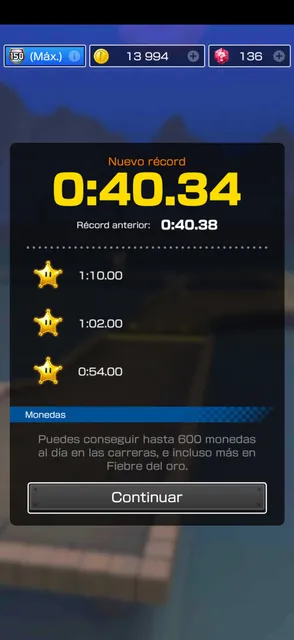 150 (Máx.) i 13 994 136
Nuevo récord
0:40.34
Récord anterior: 0:40.38
1:10.00
1:02.00
0:54.00
Monedas
Puedes conseguir hasta 600 monedas
al día en las carreras, e incluso más en
Fiebre del oro.
Continuar